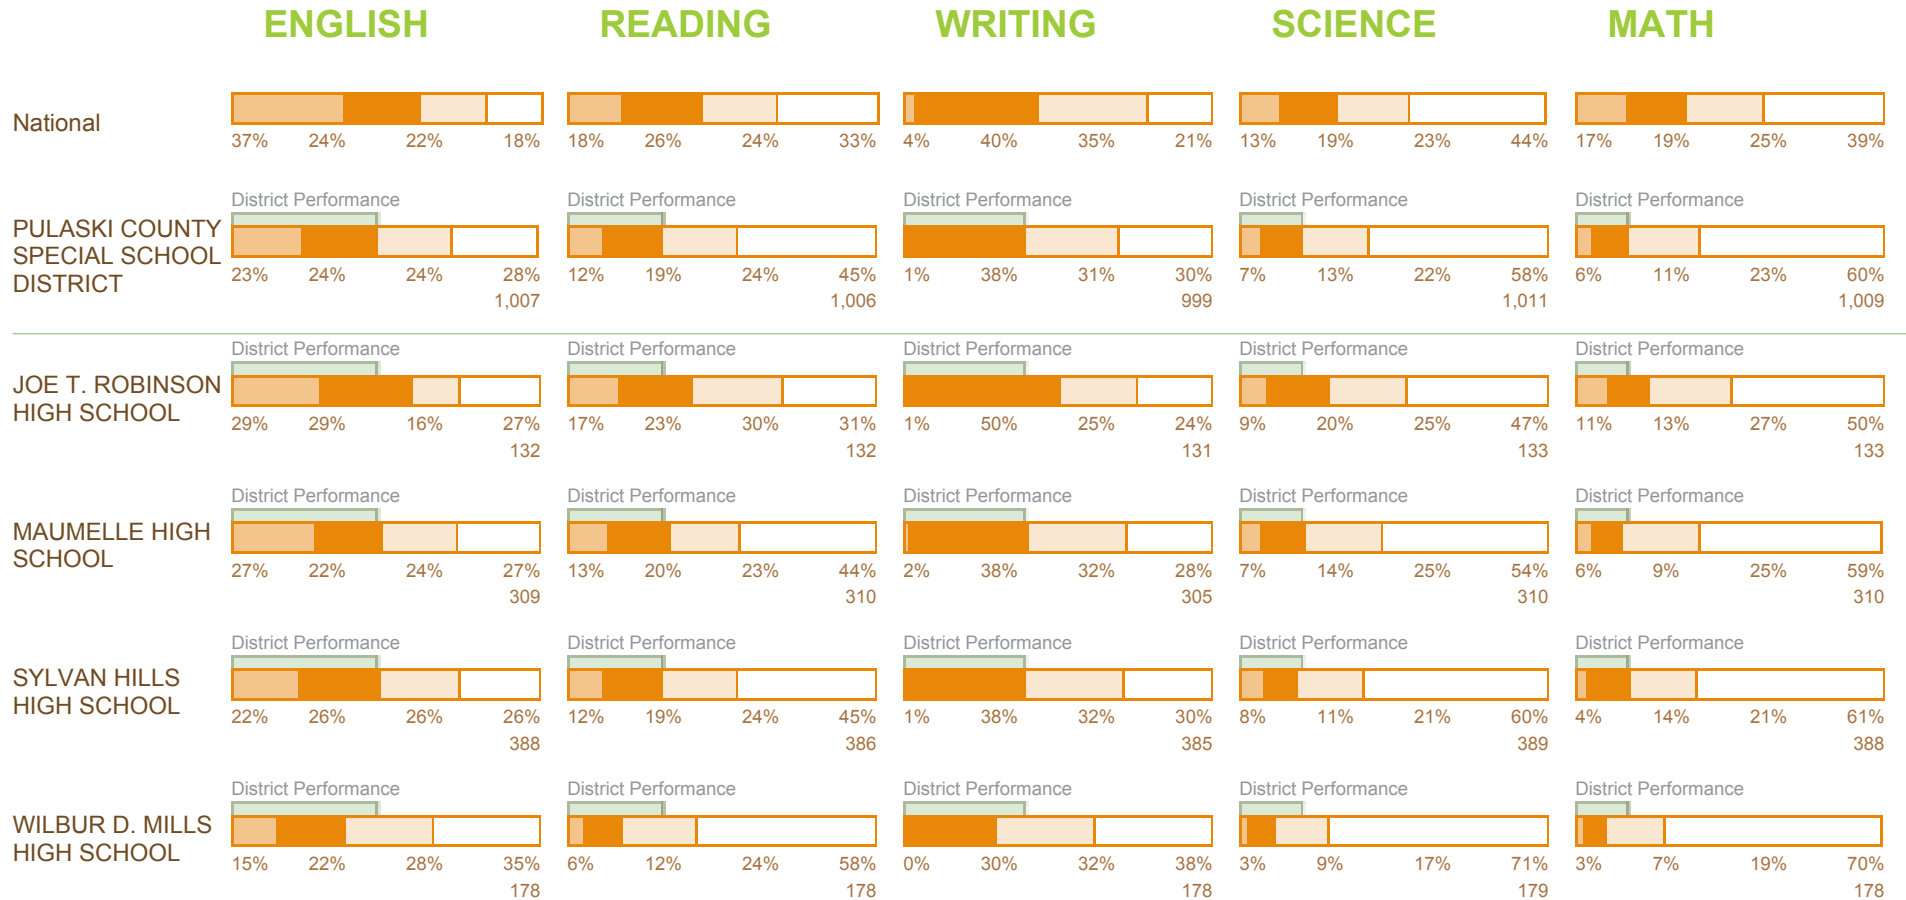 ENGLISH READING WRITING SCIENCE MATH
National
37% 24% 22% 18% 18% 26% 24% 33% 4% 40% 35% 21% 13% 19% 23% 44% 17% 19% 25% 39%
District Performance District Performance District Performance District Performance District Performance
PULASKI COUNTY
SPECIAL SCHOOL
DISTRICT
23% 24% 24% 28% 12% 19% 24% 45% 1% 38% 31% 30% 7% 13% 22% 58% 6% 11% 23% 60%
1,007 1,006 999 1,011 1,009
District Performance District Performance District Performance District Performance District Performance
JOE T. ROBINSON
HIGH SCHOOL
29% 29% 16% 27% 17% 23% 30% 31% 1% 50% 25% 24% 9% 20% 25% 47% 11% 13% 27% 50%
132 132 131 133 133
District Performance District Performance District Performance District Performance District Performance
MAUMELLE HIGH
SCHOOL
27% 22% 24% 27% 13% 20% 23% 44% 2% 38% 32% 28% 7% 14% 25% 54% 6% 9% 25% 59%
309 310 305 310 310
District Performance District Performance District Performance District Performance District Performance
SYLVAN HILLS
HIGH SCHOOL
22% 26% 26% 26% 12% 19% 24% 45% 1% 38% 32% 30% 8% 11% 21% 60% 4% 14% 21% 61%
388 386 385 389 388
District Performance District Performance District Performance District Performance District Performance
WILBUR D. MILLS
HIGH SCHOOL
15% 22% 28% 35% 6% 12% 24% 58% 0% 30% 32% 38% 3% 9% 17% 71% 3% 7% 19% 70%
178 178 178 179 178